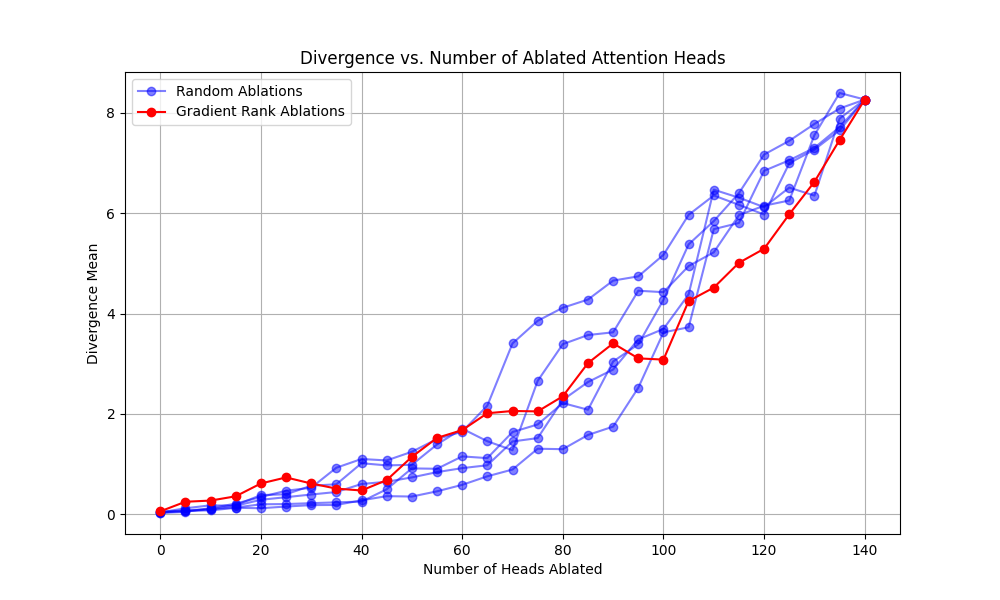 Divergence vs. Number of Ablated Attention Heads
Random Ablations
Gradient Rank Ablations
8
6
4
2
0
Divergence Mean
0 20 40 60 80 100 120 140
Number of Heads Ablated